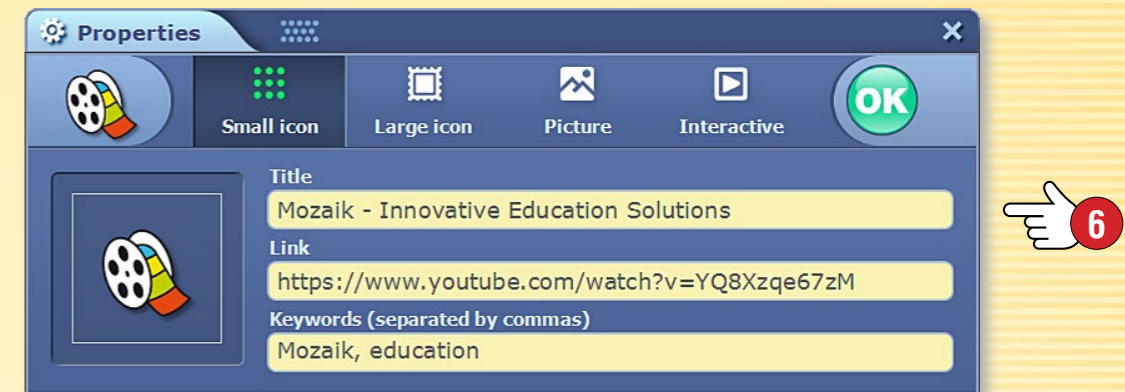 Properties
Small icon
Large icon
Picture
Interactive
OK
Title
Mozaik - Innovative Education Solutions
Link
https://www.youtube.com/watch?v=YQ8Xzqe67zM
Keywords (separated by commas)
Mozaik, education
6